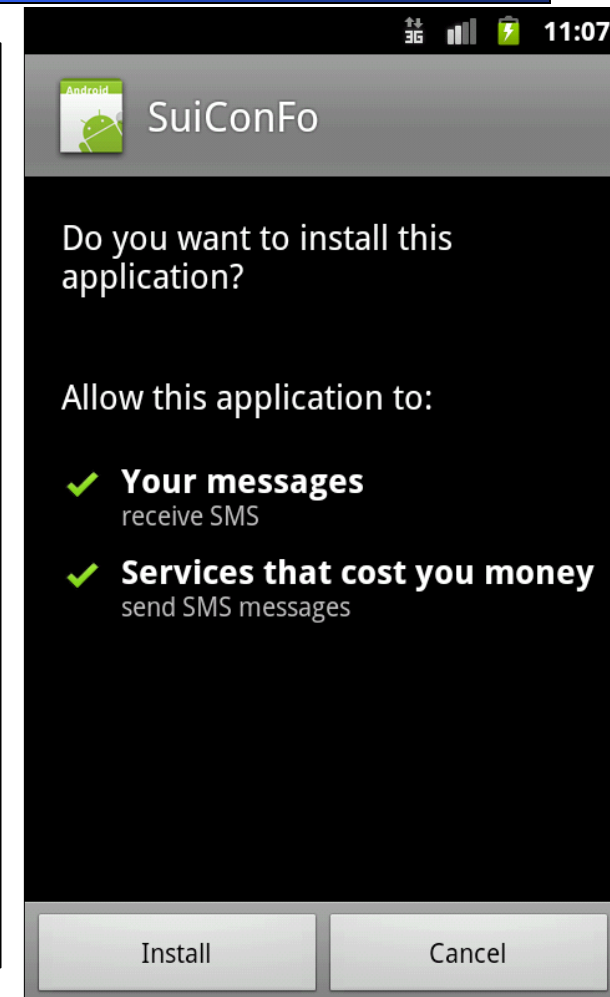 3G 11:07
Android
SuiConFo
Do you want to install this
application?
Allow this application to:
Your messages
receive SMS
Services that cost you money
send SMS messages
Install Cancel